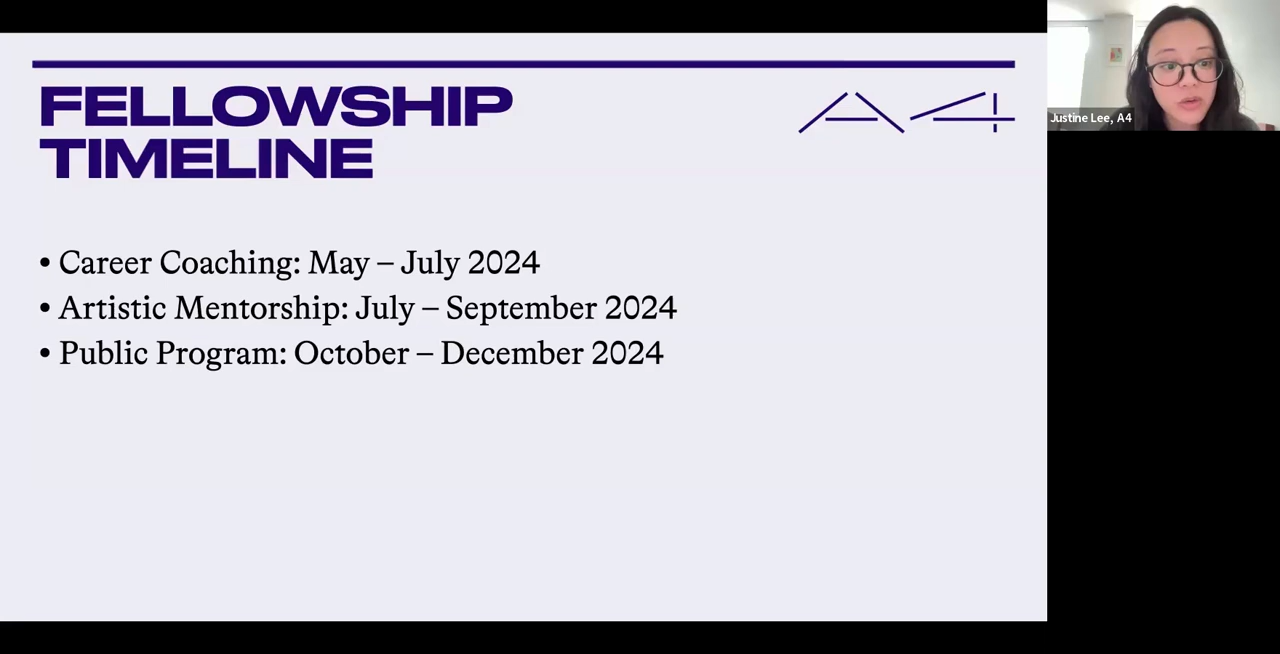 FELLOWSHIP
TIMELINE
A4
Justine Lee, A4
• Career Coaching: May – July 2024
• Artistic Mentorship: July – September 2024
• Public Program: October – December 2024